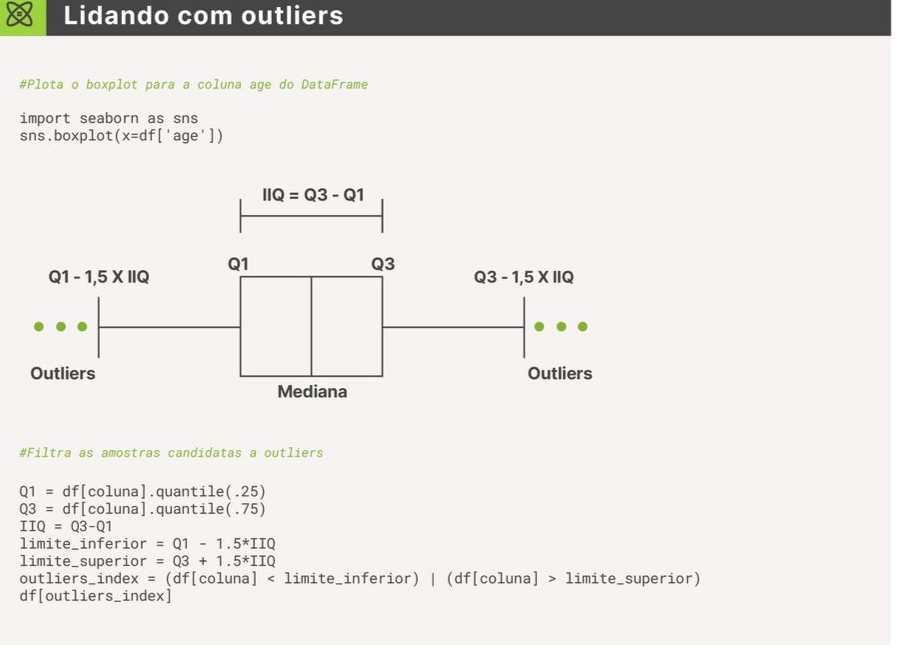 Lidando com outliers
#Plota o boxplot para a coluna age do DataFrame
import seaborn as sns
sns.boxplot(x=df['age'])
IIQ = Q3 - Q1
Q1
Q3
Q1 - 1,5 X IIQ
Q3 - 1,5 X IIQ
Outliers
Outliers
Mediana
#Filtra as amostras candidatas a outliers
Q1 = df[coluna].quantile(.25)
Q3 = df[coluna].quantile(.75)
IIQ = Q3-Q1
limite_inferior = Q1 - 1.5*IIQ
limite_superior = Q3 + 1.5*IIQ
outliers_index = (df[coluna] < limite_inferior) | (df[coluna] > limite_superior)
df[outliers_index]